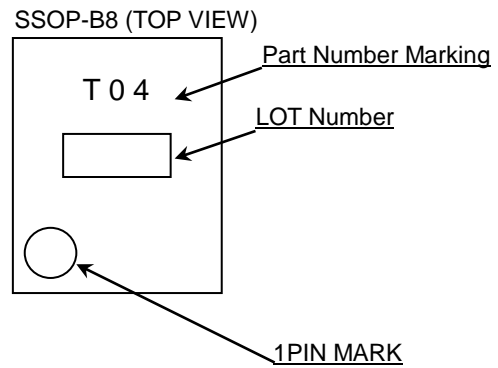 SSOP-B8 (TOP VIEW)
Part Number Marking
T 0 4
LOT Number
1PIN MARK